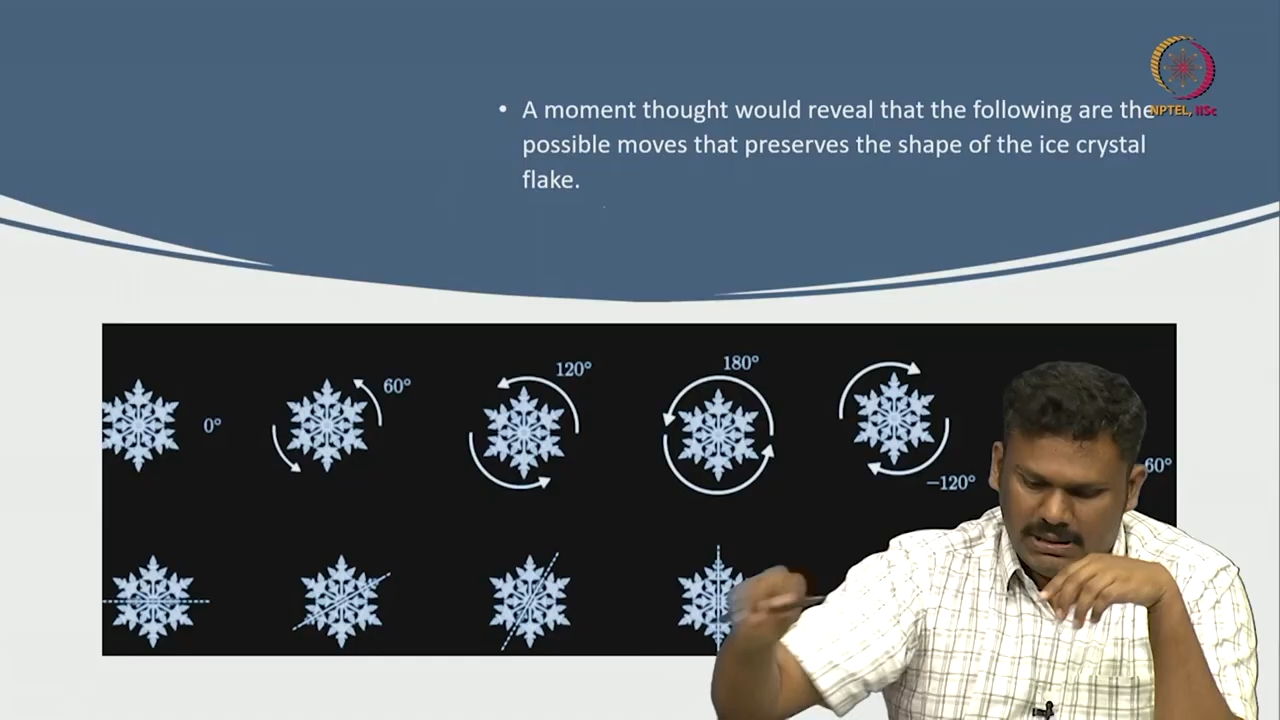 • A moment thought would reveal that the following are the
possible moves that preserves the shape of the ice crystal
flake.
NPTEL, IISc
0°
60°
120°
180°
−120°
60°